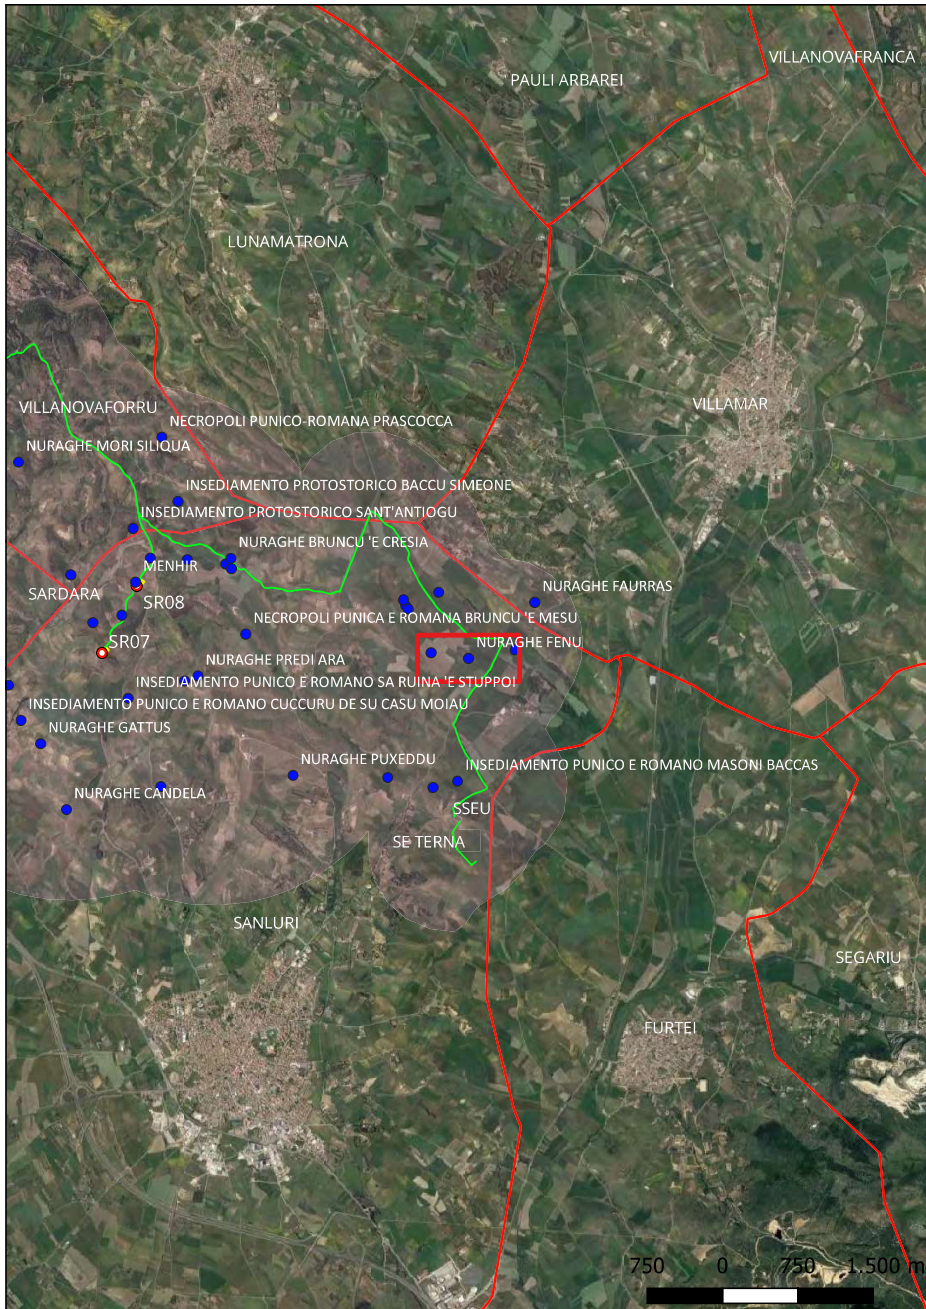 VILLANOVAFRANCA
PAULI ARBAREI
LUNAMATRONA
VILLANOVAFORRU
VILLAMAR
NECROPOLI PUNICO-ROMANA PRASCOCCA
NURAGHE MORI SILIQUA
INSEDIAMENTO PROTOSTORICO BACCU SIMEONE
INSEDIAMENTO PROTOSTORICO SANT'ANTIOGU
NURAGHE BRUNCU 'E CRESIA
MENHIR
SARDARA
NURAGHE FAURRAS
SR08
NECROPOLI PUNICA E ROMANA BRUNCU 'E MESU
SR07
NURAGHE FENU
NURAGHE PREDI ARA
INSEDIAMENTO PUNICO E ROMANO SA RUINA 'E STUPPOI
INSEDIAMENTO PUNICO E ROMANO CUCCURU DE SU CASU MOIAU
NURAGHE GATTUS
NURAGHE PUXEDDU
INSEDIAMENTO PUNICO E ROMANO MASONI BACCAS
NURAGHE CANDELA
SSEU
SE TERNA
SANLURI
SEGARIU
FURTEI
750 0 750 1.500 m